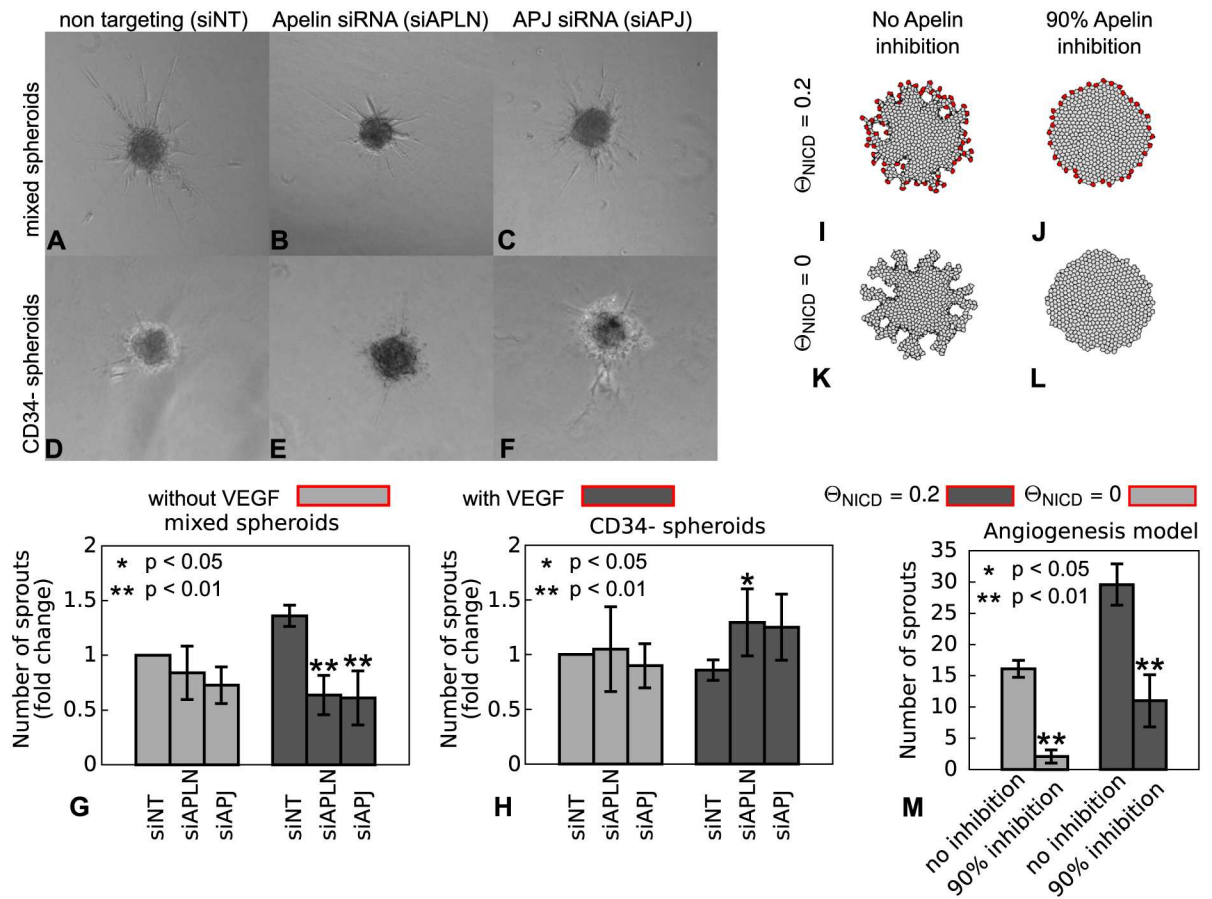 non targeting (siNT) Apelin siRNA (siAPLN) APJ siRNA (siAPJ)
mixed spheroids
A B C
CD34- spheroids
D E F
No Apelin inhibition
90% Apelin inhibition
ΘNICD = 0.2
I J
ΘNICD = 0
K L
without VEGF
with VEGF
mixed spheroids
Number of sprouts
(fold change)
2
1.5
1
0.5
0
* p < 0.05
** p < 0.01
** **
siNT siAPLN siAPJ siNT siAPLN siAPJ
G
CD34- spheroids
Number of sprouts
(fold change)
2
1.5
1
0.5
0
* p < 0.05
** p < 0.01
*
siNT siAPLN siAPJ siNT siAPLN siAPJ
H
ΘNICD = 0.2 ΘNICD = 0
Angiogenesis model
Number of sprouts
35
30
25
20
15
10
5
0
* p < 0.05
** p < 0.01
** **
no inhibition
90% inhibition
no inhibition
90% inhibition
M